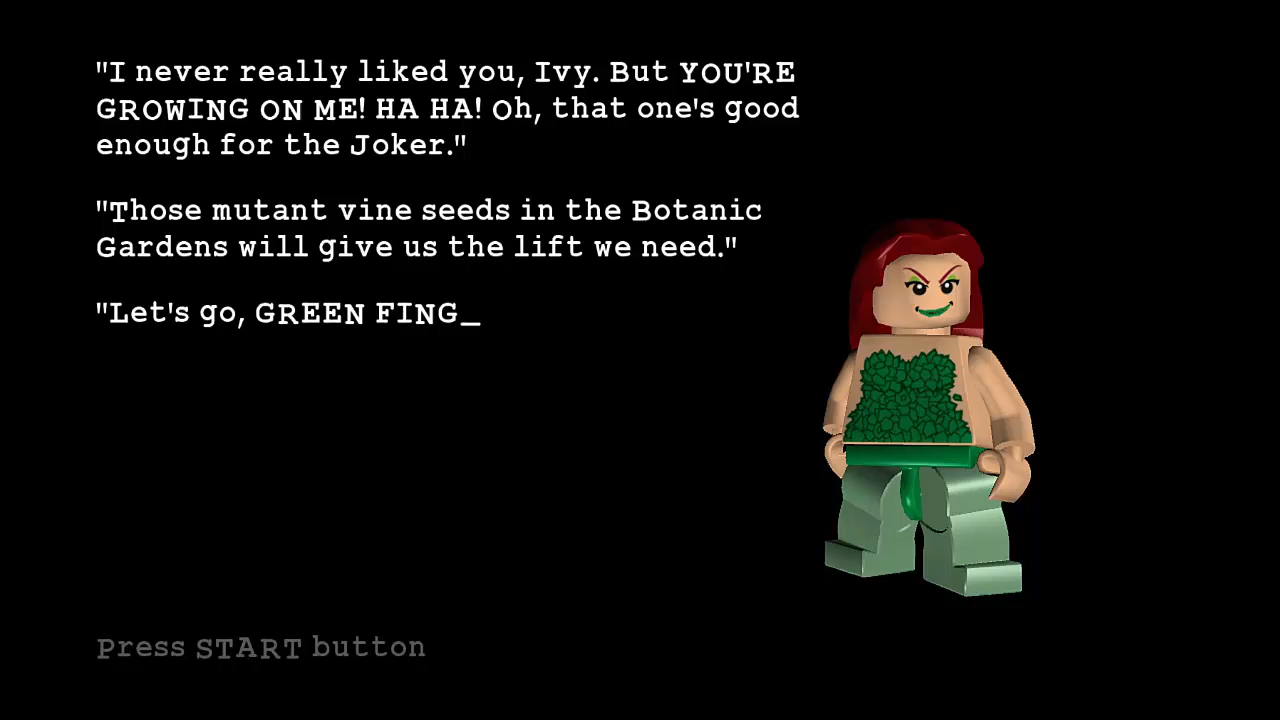 "I never really liked you, Ivy. But YOU'RE
GROWING ON ME! HA HA! Oh, that one's good
enough for the Joker."
"Those mutant vine seeds in the Botanic
Gardens will give us the lift we need."
"Let's go, GREEN FING_
Press START button